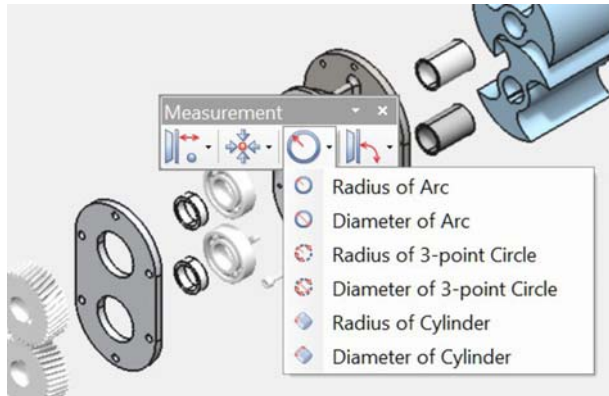 Measurement
Radius of Arc
Diameter of Arc
Radius of 3-point Circle
Diameter of 3-point Circle
Radius of Cylinder
Diameter of Cylinder